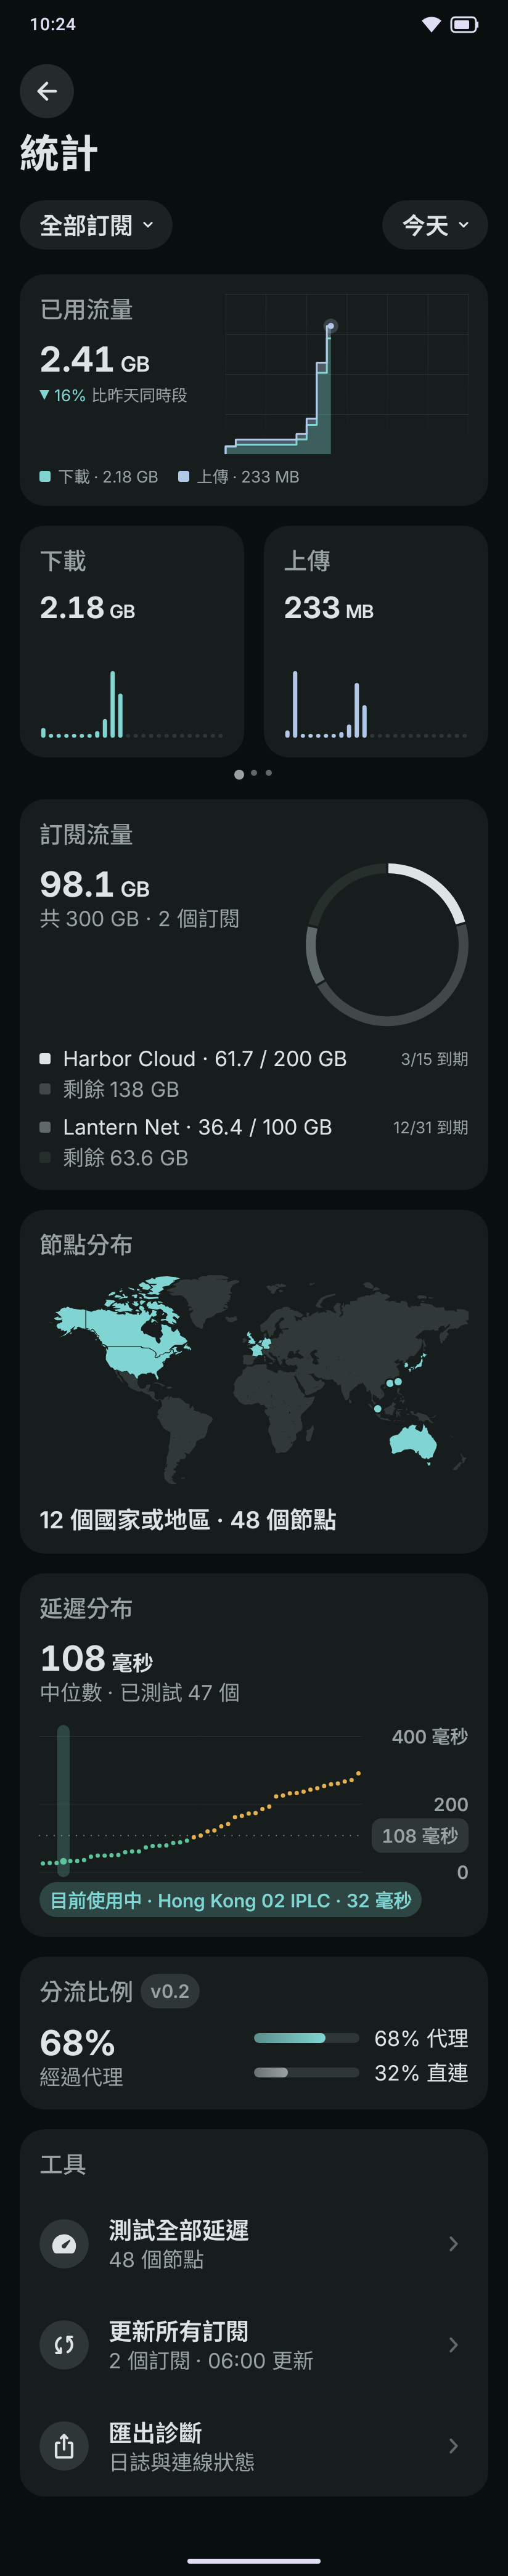 10:24
統計
全部訂閱
今天
已用流量
2.41 GB
▼ 16% 比昨天同時段
下載 · 2.18 GB
上傳 · 233 MB
下載
2.18 GB
上傳
233 MB
訂閱流量
98.1 GB
共 300 GB · 2 個訂閱
Harbor Cloud · 61.7 / 200 GB
3/15 到期
剩餘 138 GB
Lantern Net · 36.4 / 100 GB
12/31 到期
剩餘 63.6 GB
節點分布
12 個國家或地區 · 48 個節點
延遲分布
108 毫秒
中位數 · 已測試 47 個
400 毫秒
200
108 毫秒
0
目前使用中 · Hong Kong 02 IPLC · 32 毫秒
分流比例 v0.2
68%
經過代理
68% 代理
32% 直連
工具
測試全部延遲
48 個節點
更新所有訂閱
2 個訂閱 · 06:00 更新
匯出診斷
日誌與連線狀態